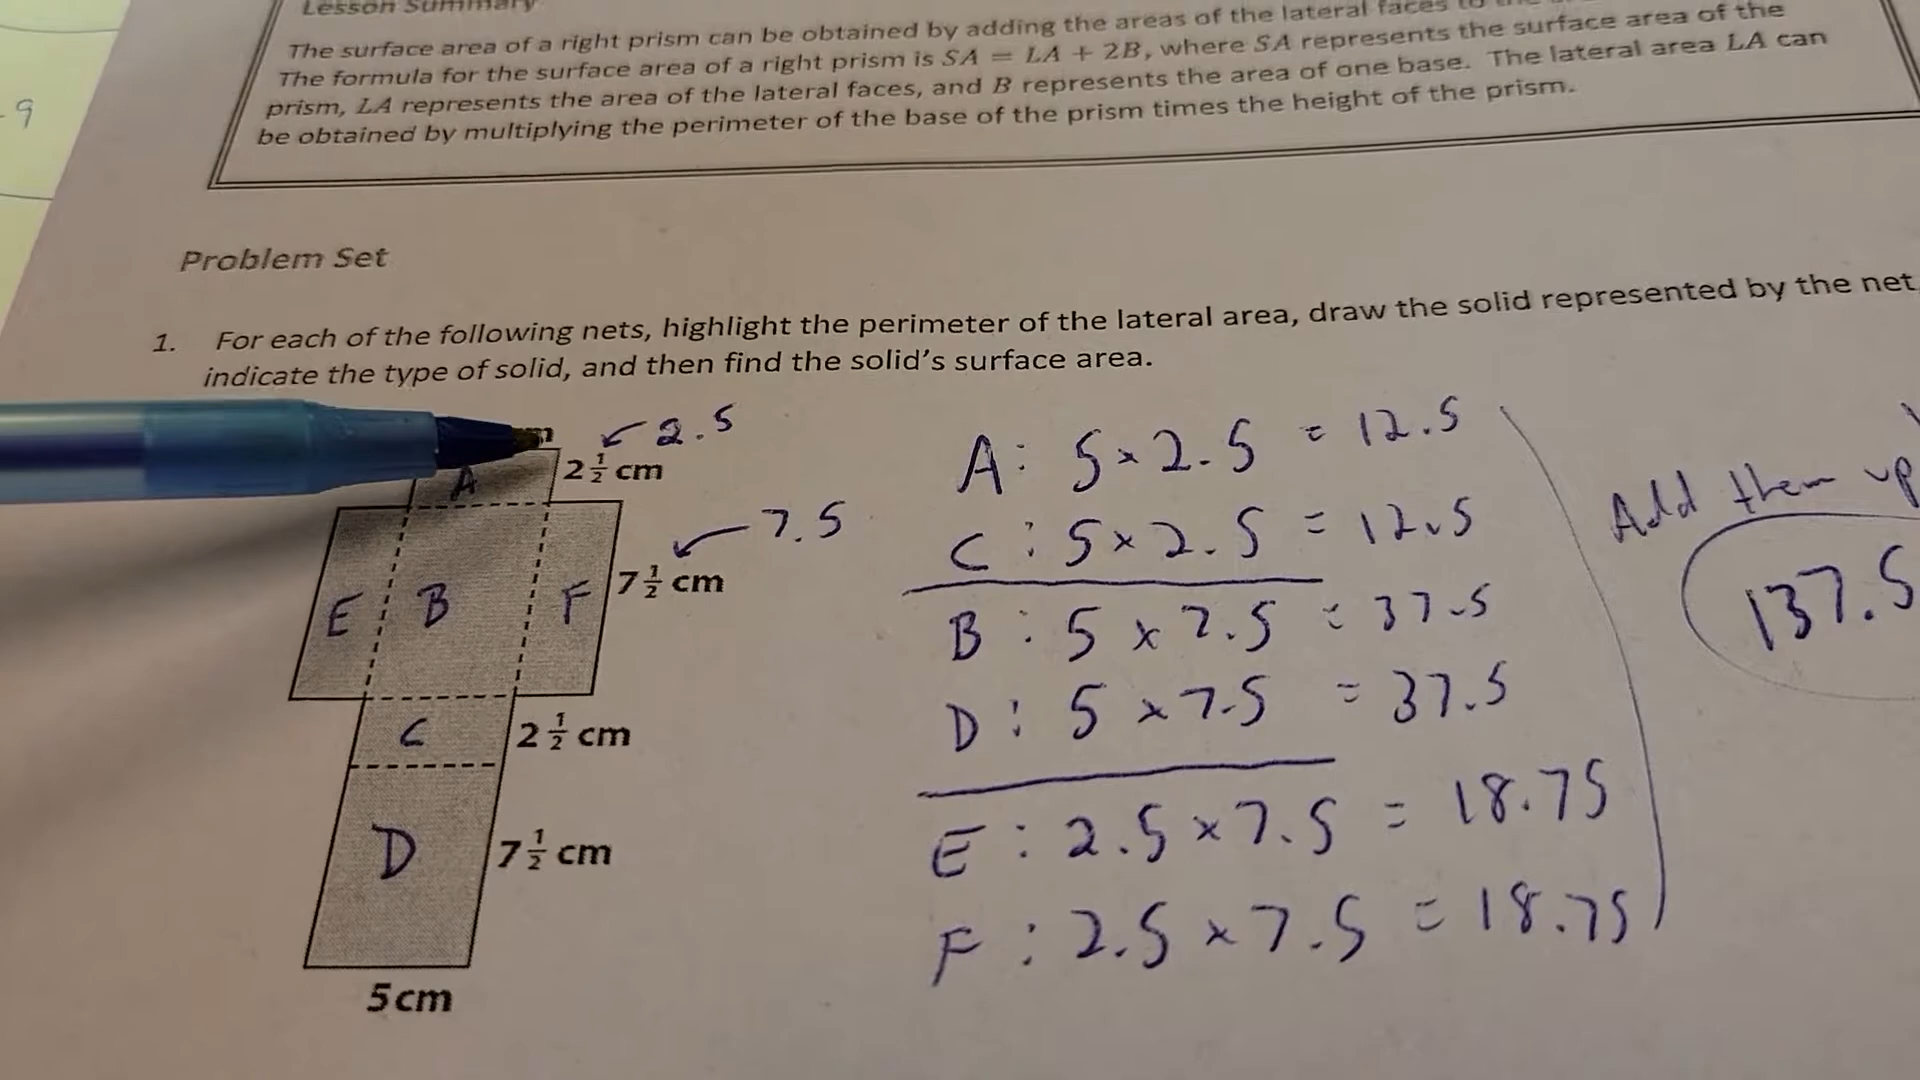 Lesson Summary
The surface area of a right prism can be obtained by adding the areas of the lateral faces to the
The formula for the surface area of a right prism is SA = LA + 2B, where SA represents the surface area of the
prism, LA represents the area of the lateral faces, and B represents the area of one base. The lateral area LA can
be obtained by multiplying the perimeter of the base of the prism times the height of the prism.
9
Problem Set
1. For each of the following nets, highlight the perimeter of the lateral area, draw the solid represented by the net
indicate the type of solid, and then find the solid's surface area.
2.5
A
2 1/2 cm
7.5
E B F
7 1/2 cm
C
2 1/2 cm
D
7 1/2 cm
5 cm
A: 5 × 2.5 = 12.5
C: 5 × 2.5 = 12.5
B: 5 × 7.5 = 37.5
D: 5 × 7.5 = 37.5
E: 2.5 × 7.5 = 18.75
F: 2.5 × 7.5 = 18.75
Add them up
137.5